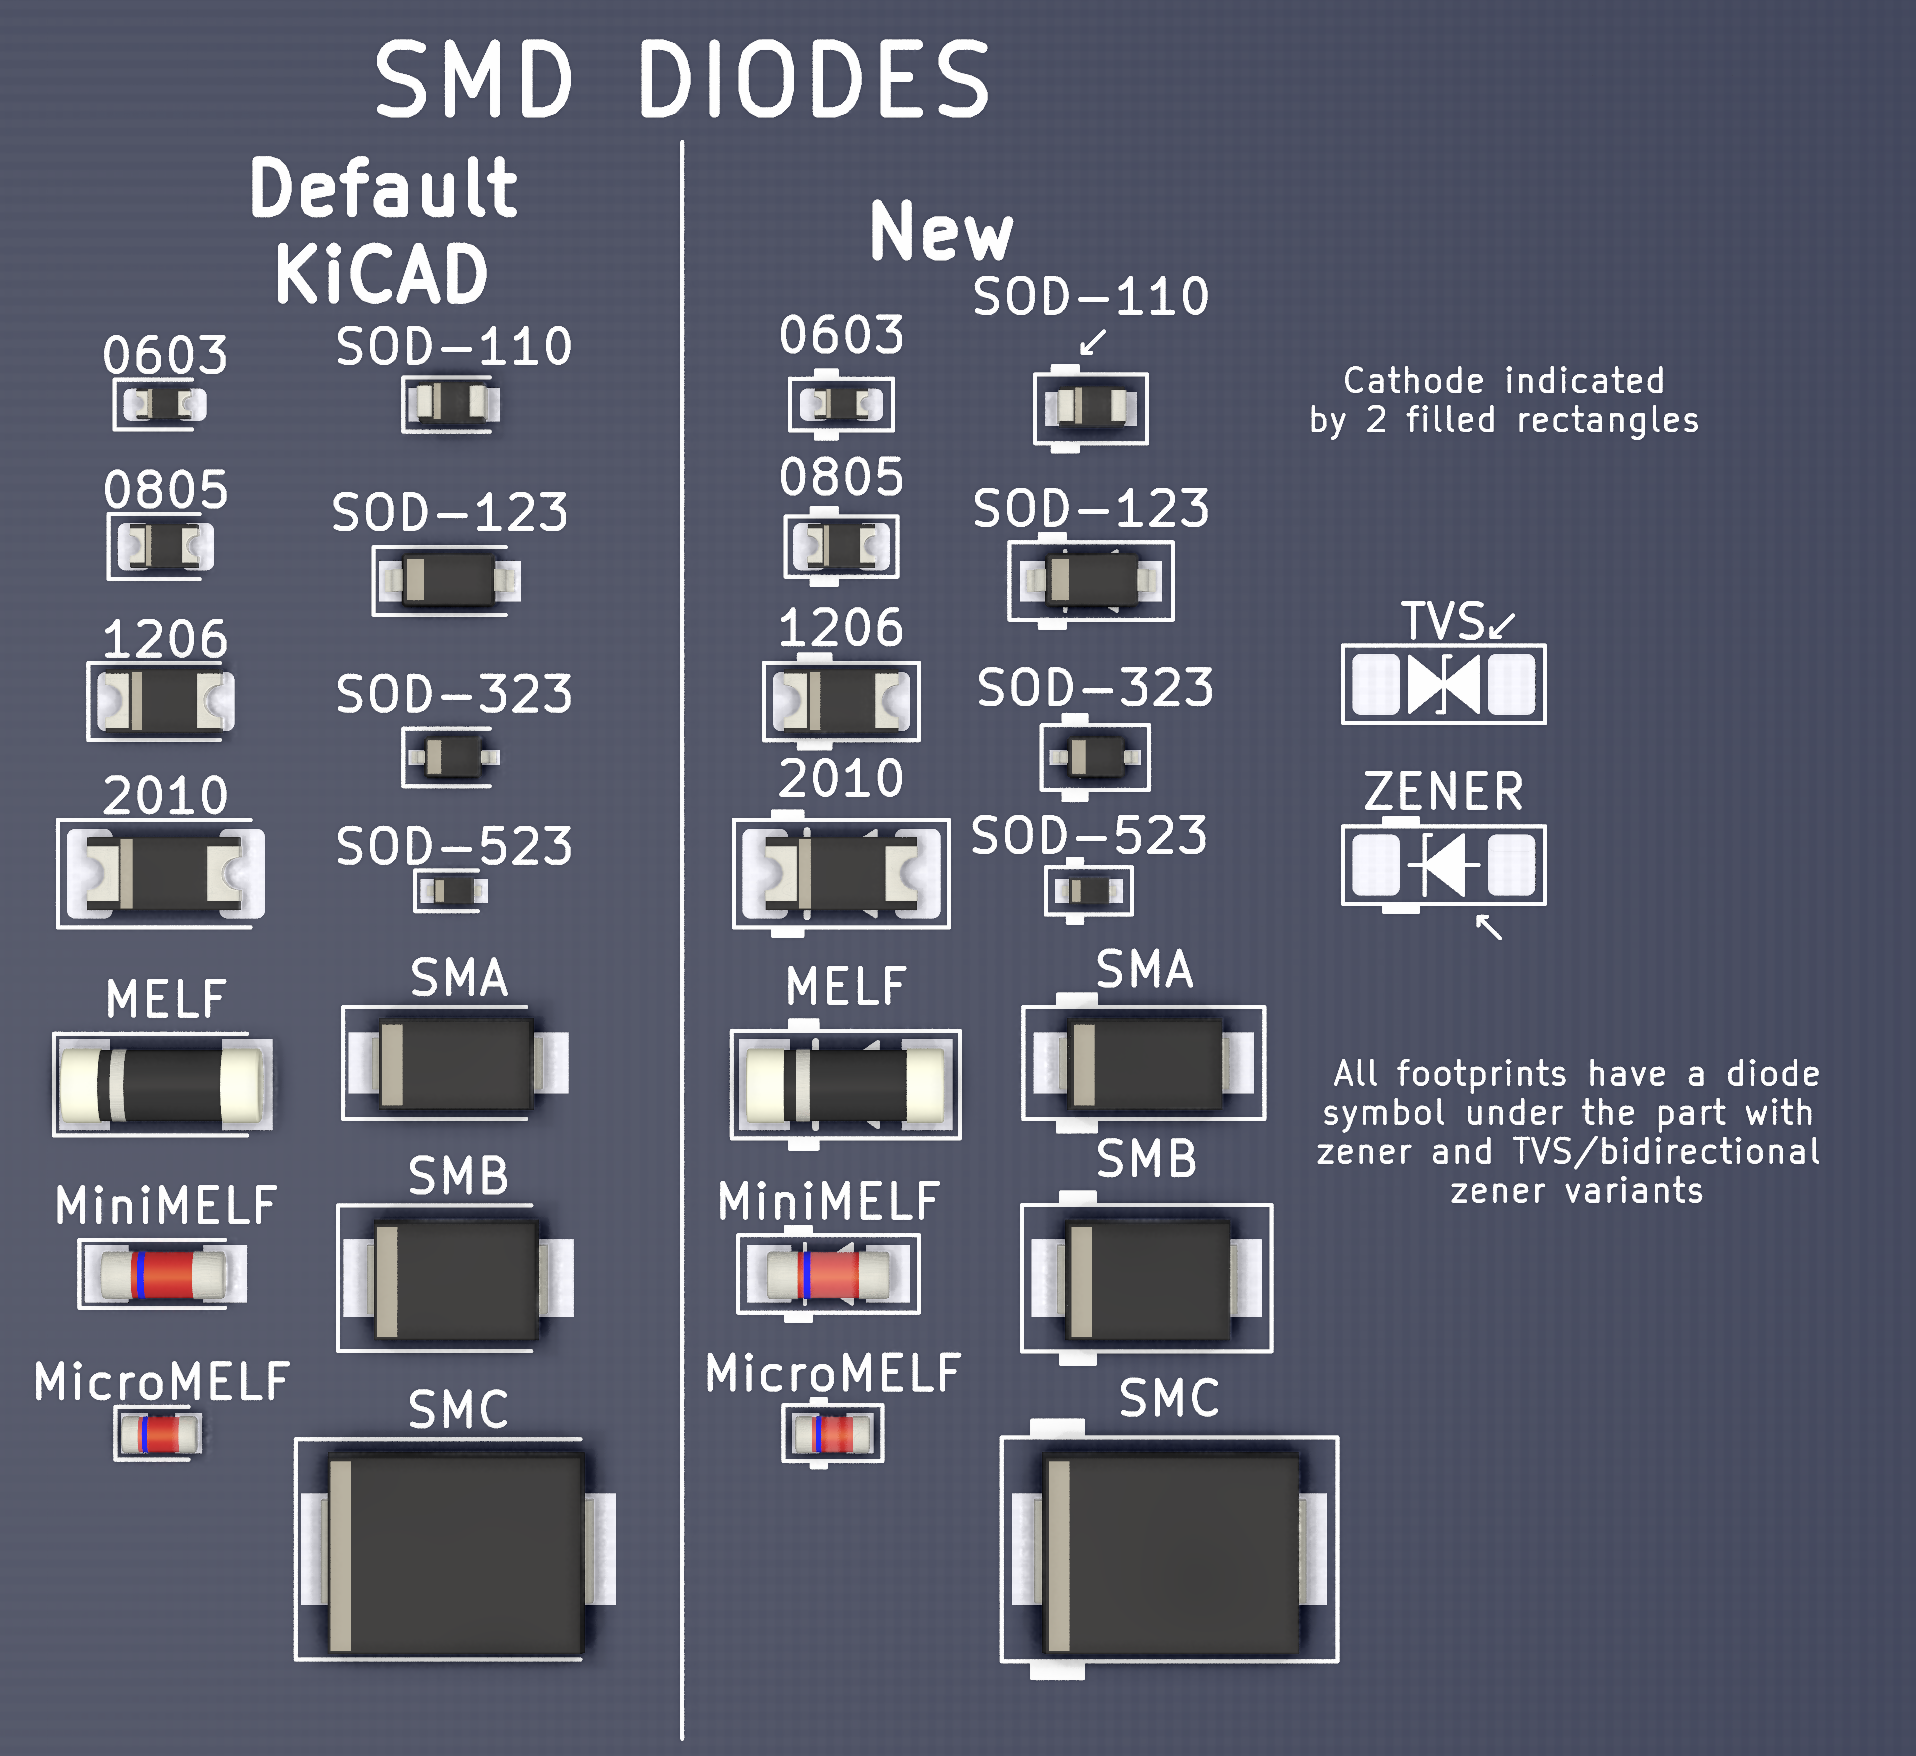 SMD DIODES
Default
KiCAD
0603
SOD-110
0805
SOD-123
1206
SOD-323
2010
SOD-523
MELF
SMA
MiniMELF
SMB
MicroMELF
SMC
New
0603
SOD-110
0805
SOD-123
1206
SOD-323
2010
SOD-523
MELF
SMA
MiniMELF
SMB
MicroMELF
SMC
Cathode indicated
by 2 filled rectangles
TVS
ZENER
All footprints have a diode
symbol under the part with
zener and TVS/bidirectional
zener variants